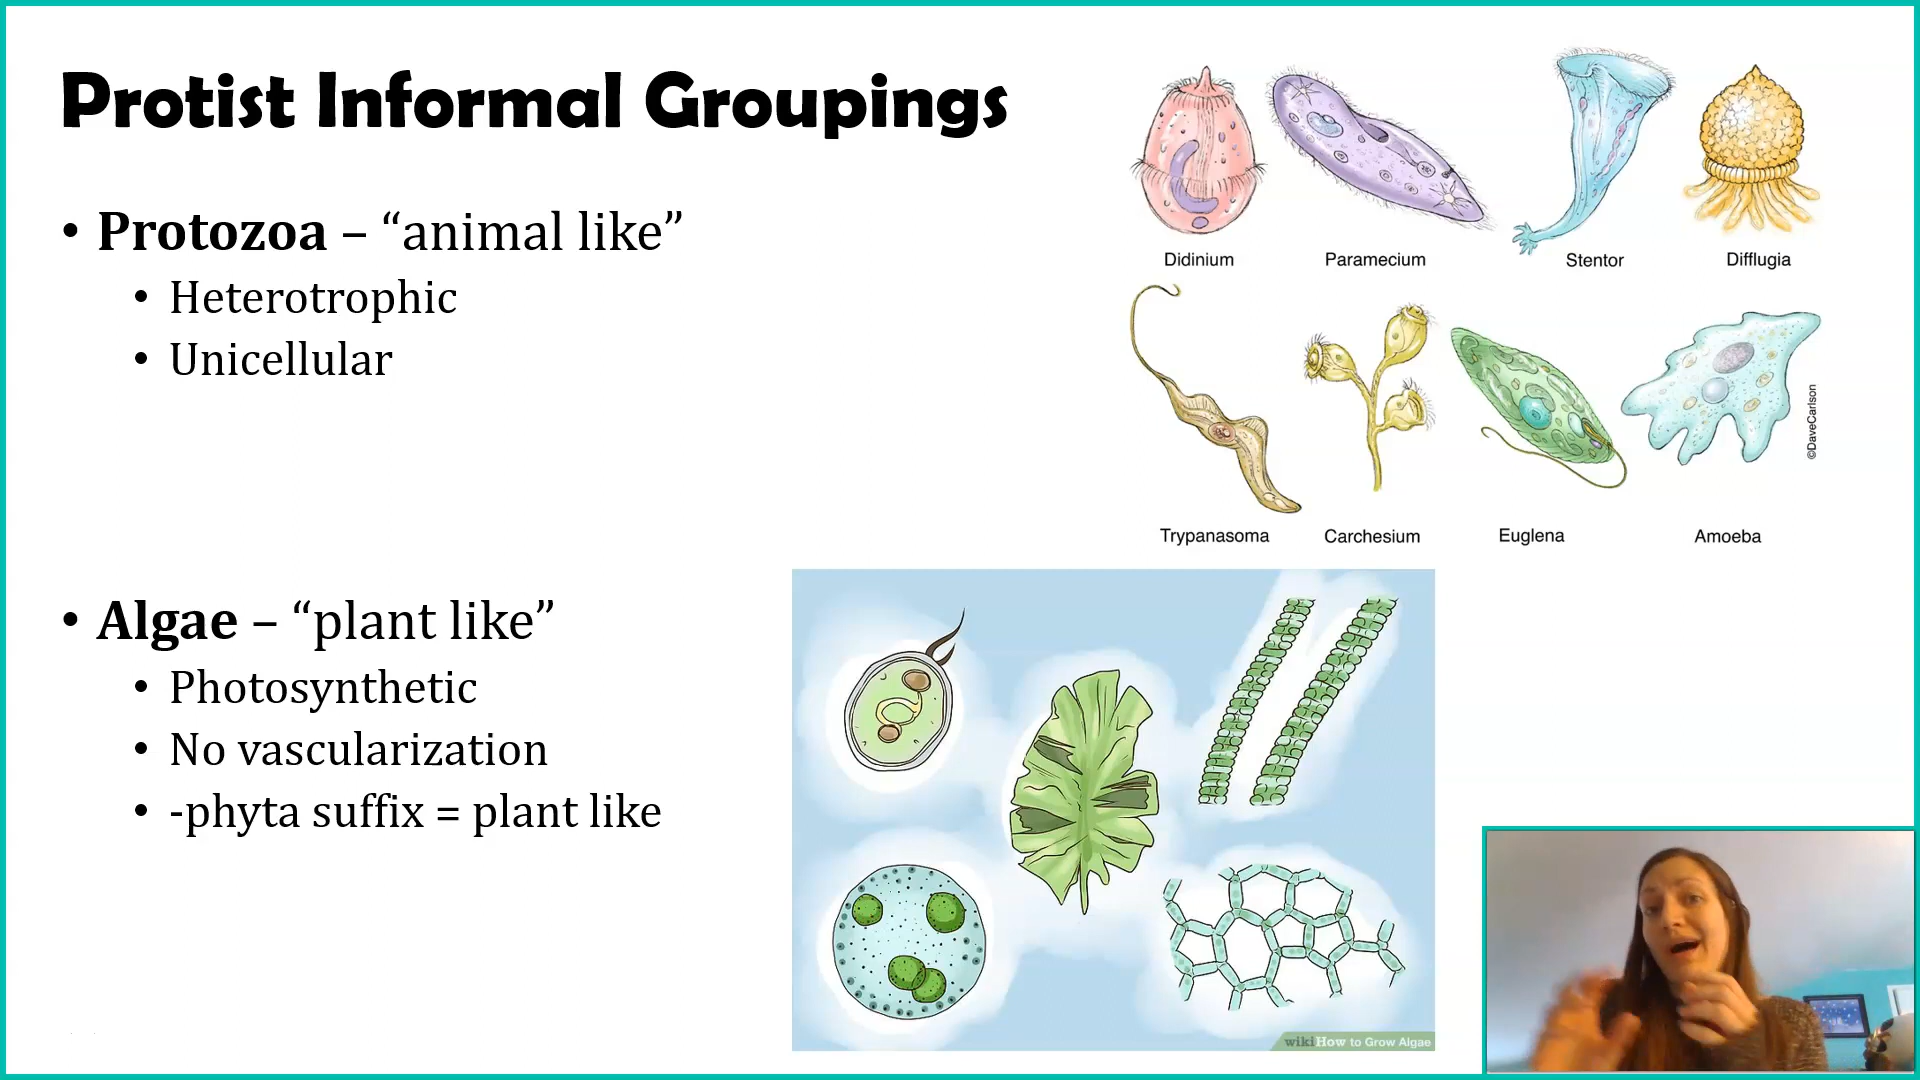 Protist Informal Groupings
• Protozoa – “animal like”
• Heterotrophic
• Unicellular
• Algae – “plant like”
• Photosynthetic
• No vascularization
• -phyta suffix = plant like
Didinium
Paramecium
Stentor
Difflugia
Trypanasoma
Carchesium
Euglena
Amoeba
©DaveCarlson
wikiHow to Grow Algae